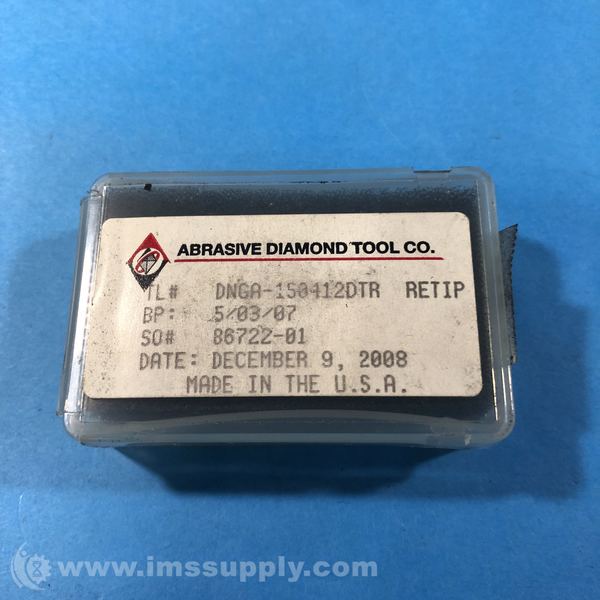 ABRASIVE DIAMOND TOOL CO.
TL# DNGA-150412DTR RETIP
BP: 5/03/07
SO# 86722-01
DATE: DECEMBER 9, 2008
MADE IN THE U.S.A.
© www.imssupply.com